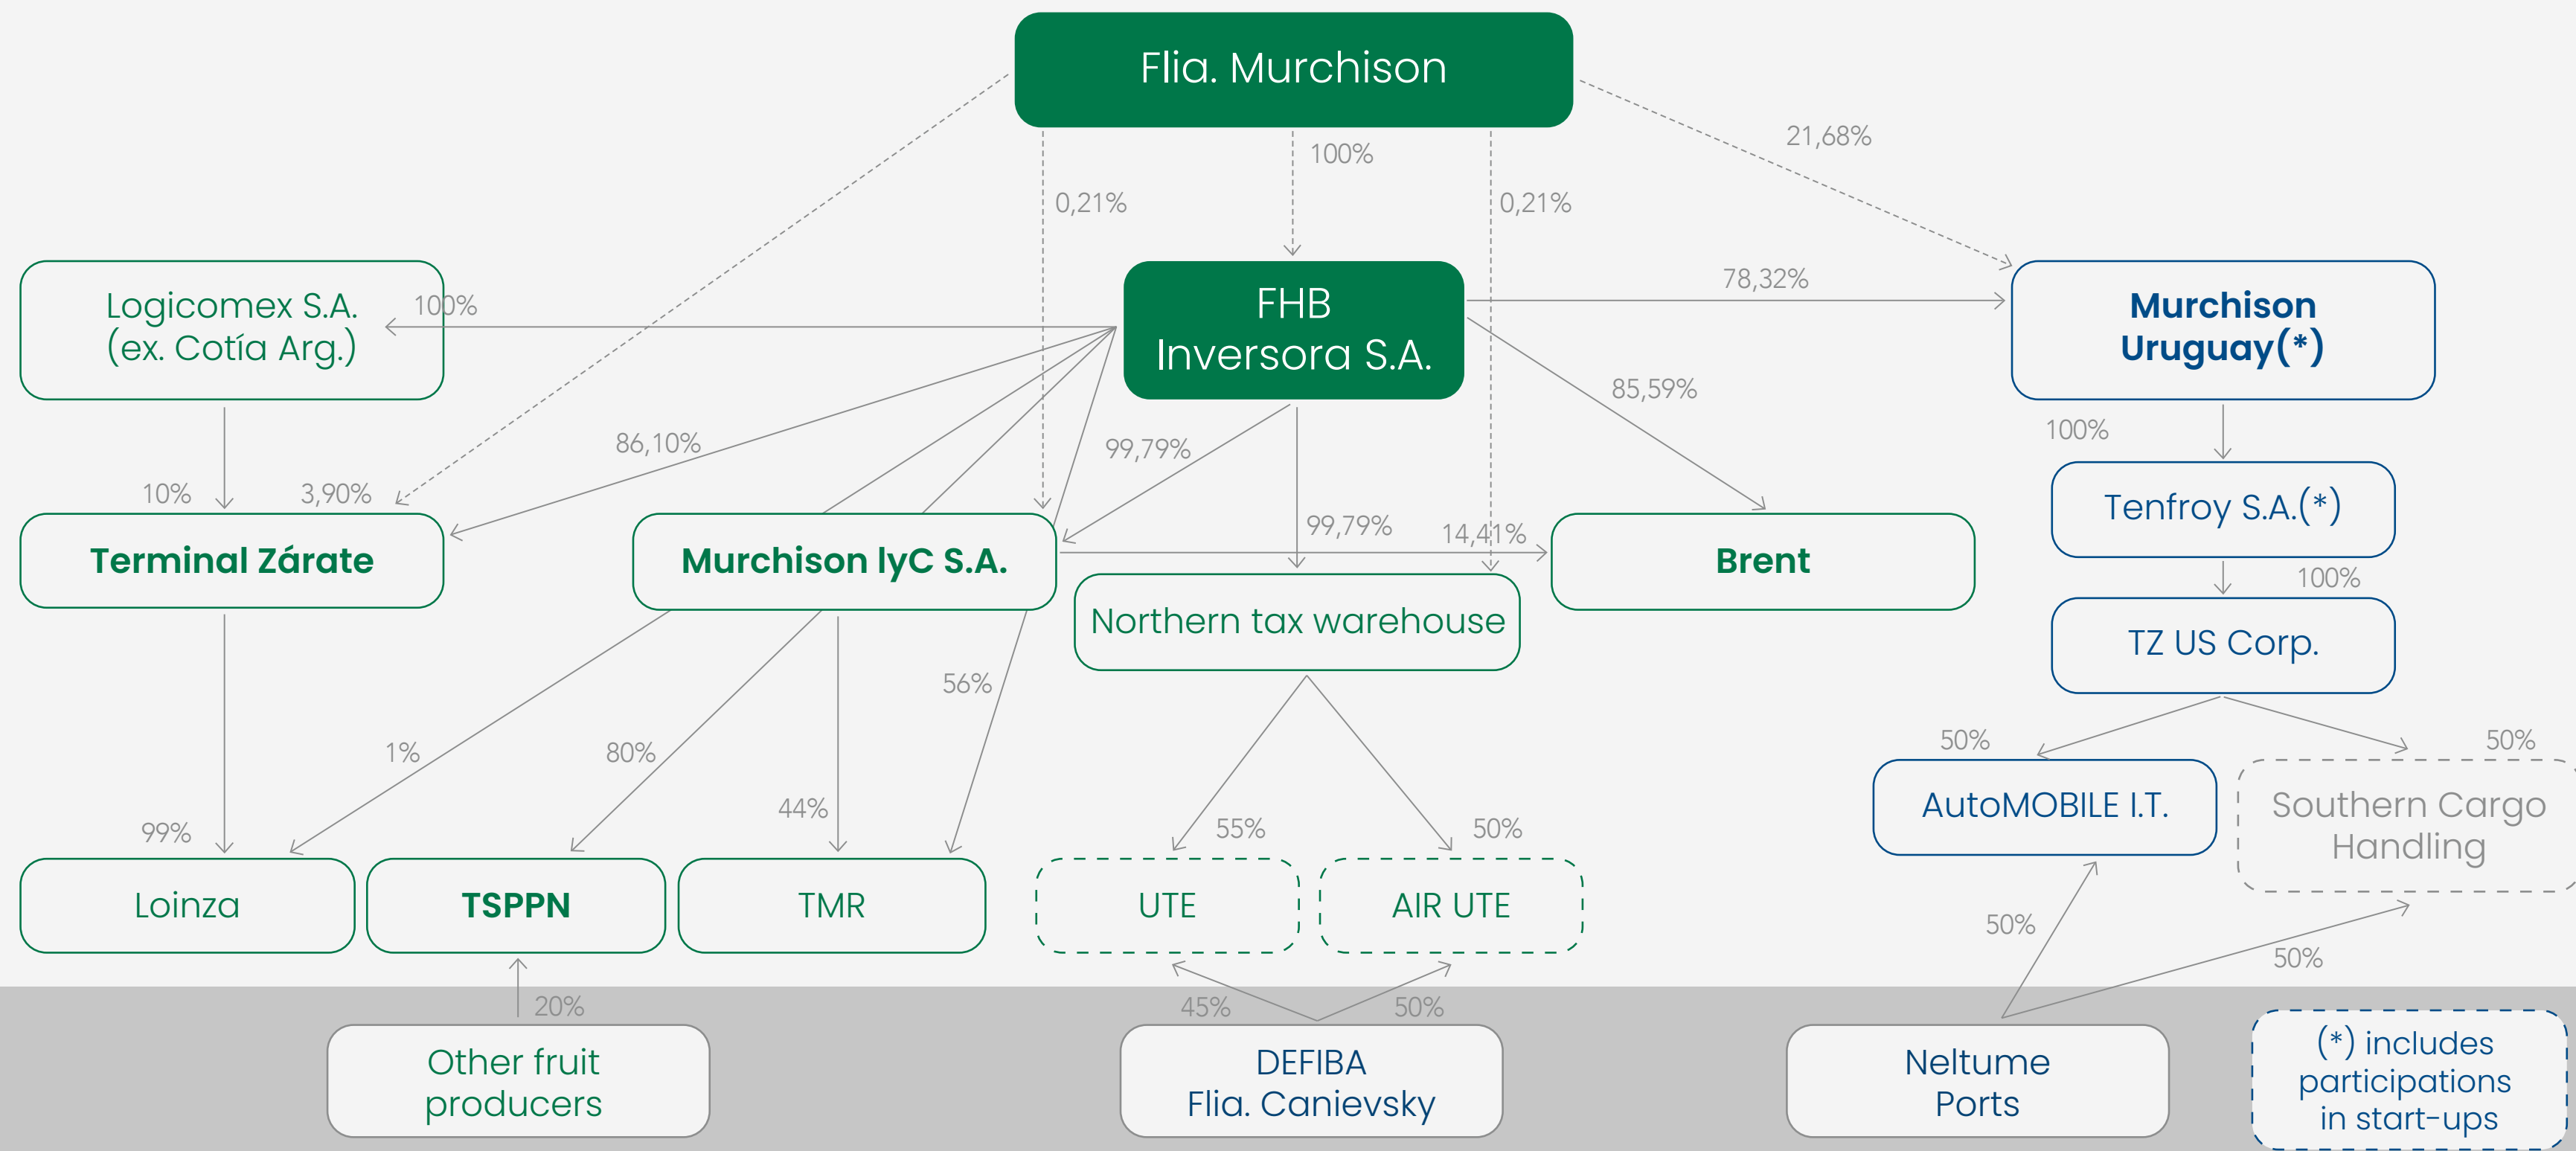 Flia. Murchison
21,68%
100%
0,21%
0,21%
Logicomex S.A.
(ex. Cotía Arg.)
100%
FHB
Inversora S.A.
78,32%
Murchison
Uruguay(*)
85,59%
86,10%
99,79%
100%
10%
3,90%
99,79%
14,41%
Tenfroy S.A.(*)
Terminal Zárate
Murchison lyC S.A.
Brent
100%
Northern tax warehouse
TZ US Corp.
56%
1%
80%
50%
50%
44%
99%
55%
50%
AutoMOBILE I.T.
Southern Cargo
Handling
Loinza
TSPPN
TMR
UTE
AIR UTE
50%
50%
20%
45%
50%
Other fruit
producers
DEFIBA
Flia. Canievsky
Neltume
Ports
(*) includes
participations
in start-ups